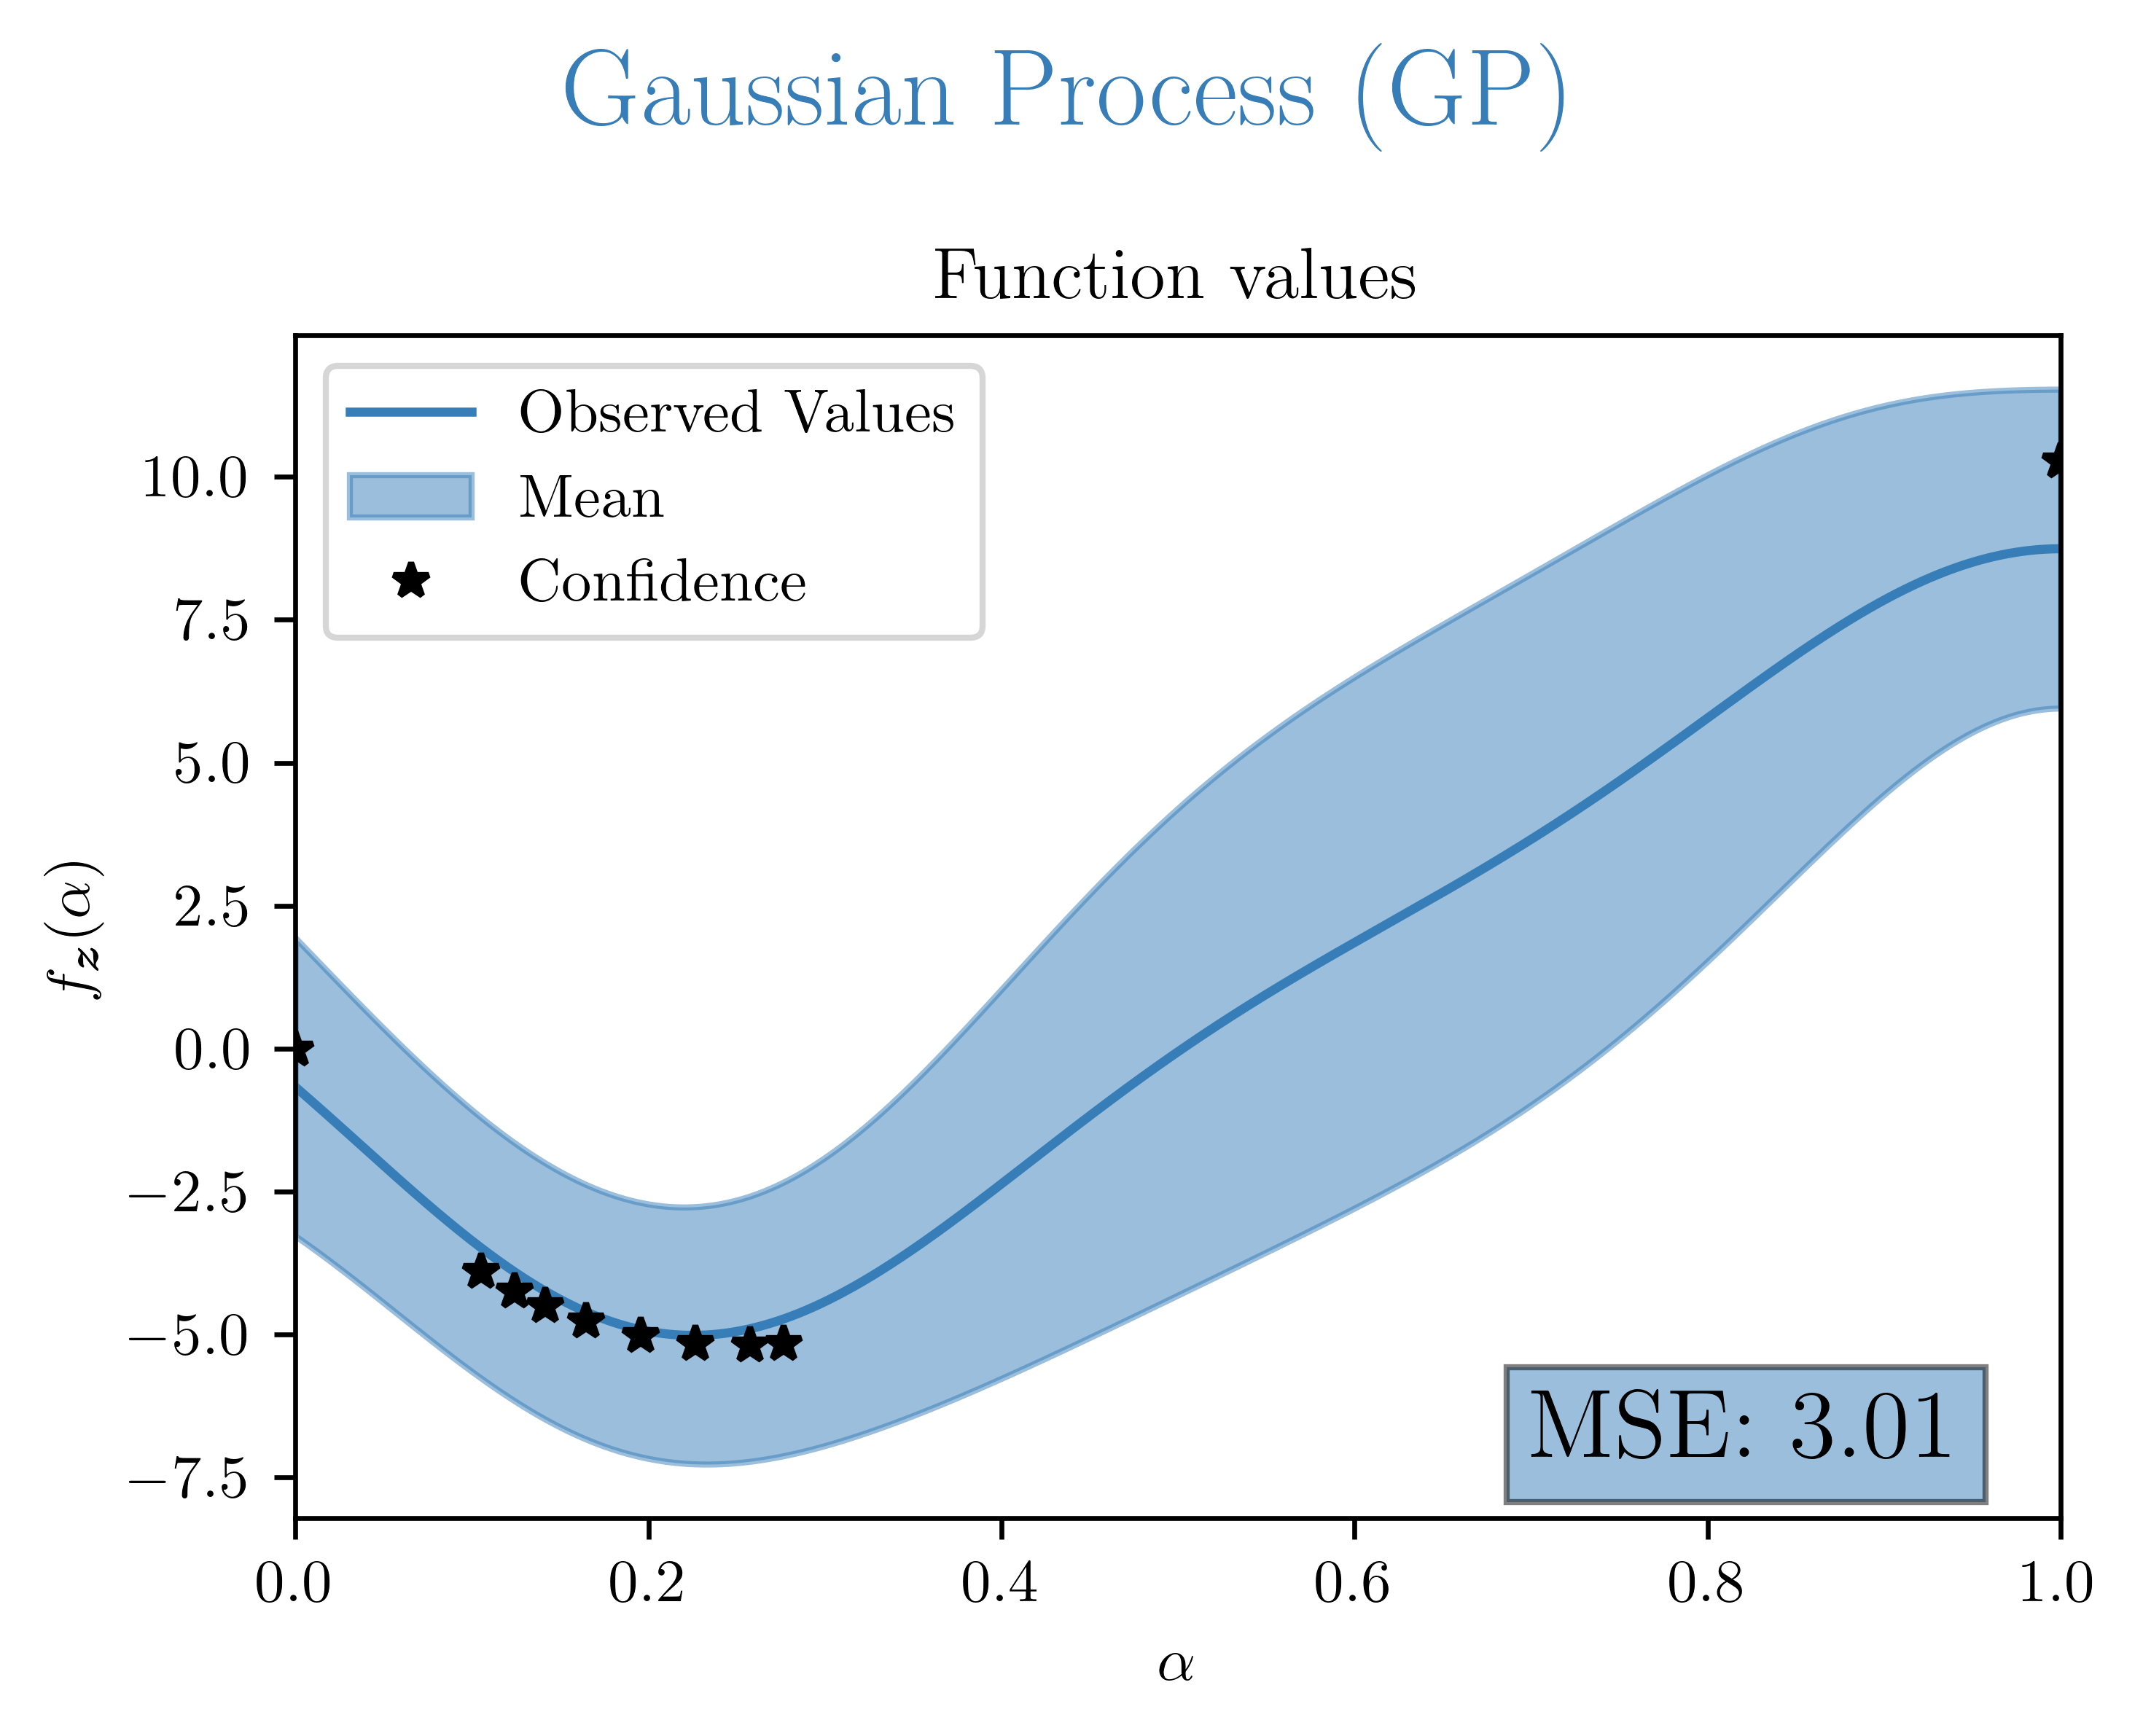 Gaussian Process (GP)
Function values
Observed Values
Mean
Confidence
10.0
7.5
5.0
2.5
0.0
−2.5
−5.0
−7.5
f_z(α)
MSE: 3.01
0.0 0.2 0.4 0.6 0.8 1.0
α